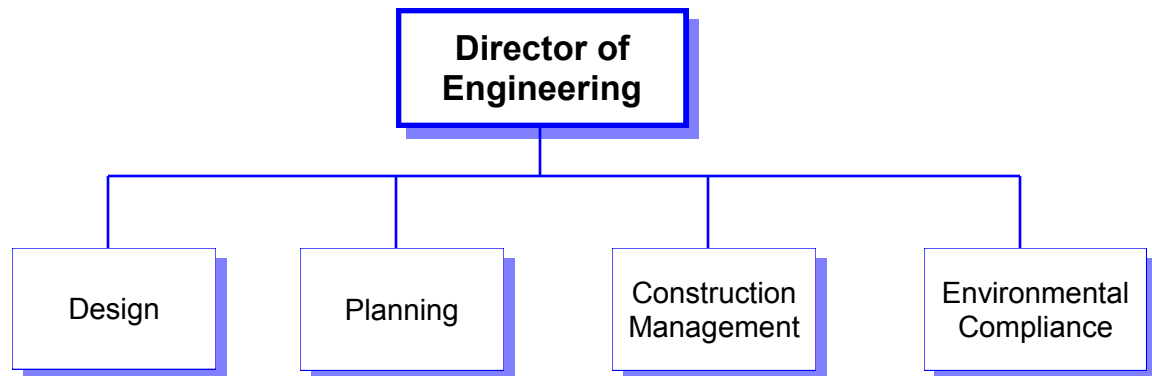 Director of
Engineering
Design
Planning
Construction
Management
Environmental
Compliance